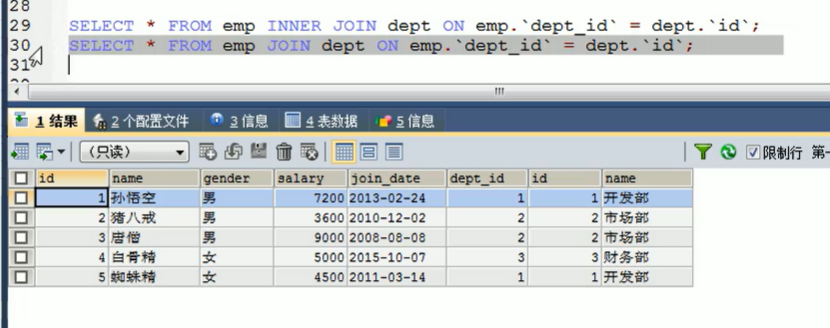 28
29 SELECT * FROM emp INNER JOIN dept ON emp.`dept_id` = dept.`id`;
30 SELECT * FROM emp JOIN dept ON emp.`dept_id` = dept.`id`;
31
1 结果 2 个配置文件 3 信息 4 表数据 5 信息
(只读) 限制行 第一
id name gender salary join_date dept_id id name
1 孙悟空 男 7200 2013-02-24 1 1 开发部
2 猪八戒 男 3600 2010-12-02 2 2 市场部
3 唐僧 男 9000 2008-08-08 2 2 市场部
4 白骨精 女 5000 2015-10-07 3 3 财务部
5 蜘蛛精 女 4500 2011-03-14 1 1 开发部